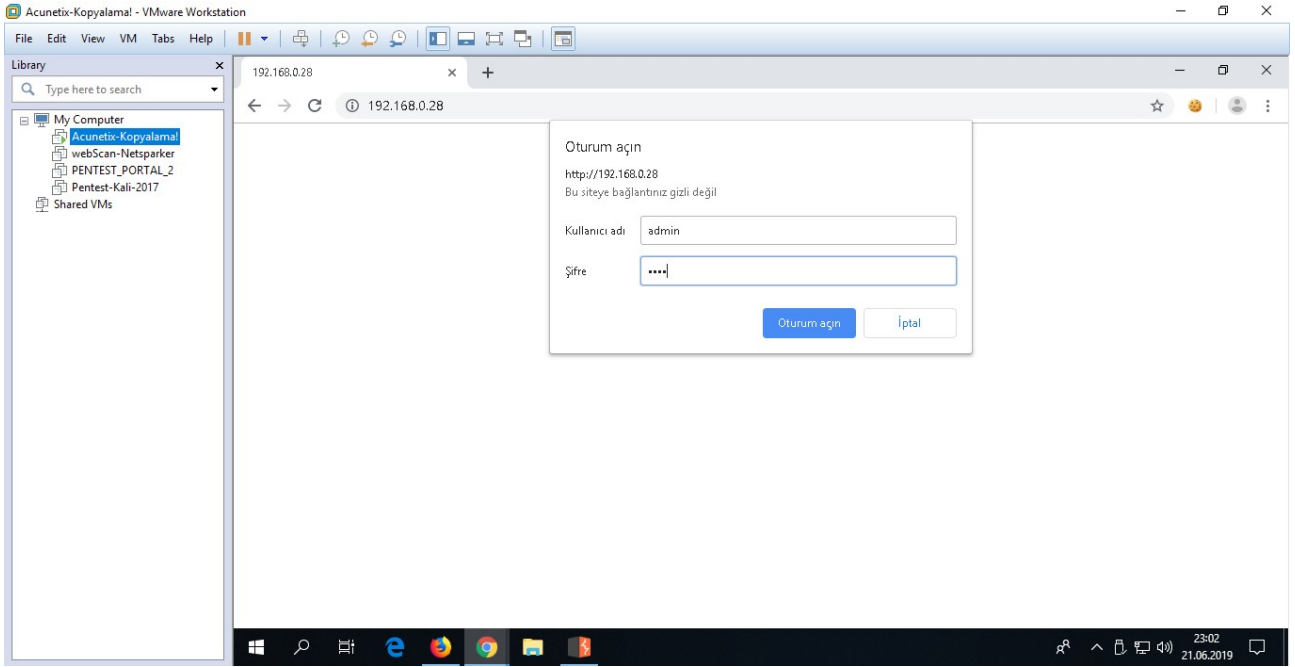 Acunetix-Kopyalama! - VMware Workstation
File Edit View VM Tabs Help
Library
Type here to search
My Computer
Acunetix-Kopyalama!
webScan-Netsparker
PENTEST_PORTAL_2
Pentest-Kali-2017
Shared VMs
192.168.0.28
192.168.0.28
Oturum açın
http://192.168.0.28
Bu siteye bağlantınız gizli değil
Kullanıcı adı admin
Şifre ••••
Oturum açın İptal
23:02
21.06.2019